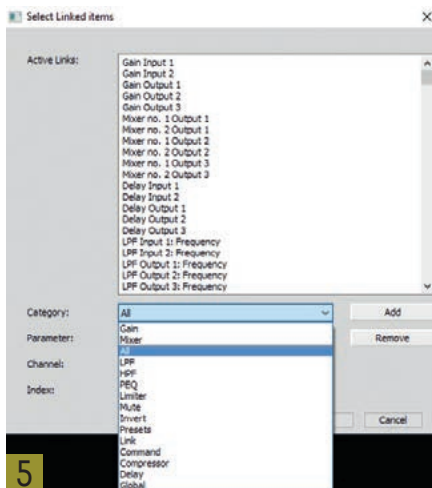 Select Linked items
Active Links:
Gain Input 1
Gain Input 2
Gain Output 1
Gain Output 2
Gain Output 3
Mixer no. 1 Output 1
Mixer no. 2 Output 1
Mixer no. 1 Output 2
Mixer no. 2 Output 2
Mixer no. 1 Output 3
Mixer no. 2 Output 3
Delay Input 1
Delay Input 2
Delay Output 1
Delay Output 2
Delay Output 3
LPF Input 1: Frequency
LPF Input 2: Frequency
LPF Output 1: Frequency
LPF Output 2: Frequency
LPF Output 3: Frequency
Category:
All
Add
Parameter:
Remove
Channel:
Index:
Gain
Mixer
All
LPF
HPF
PEQ
Limiter
Mute
Invert
Presets
Link
Command
Compressor
Delay
Global
Cancel
5